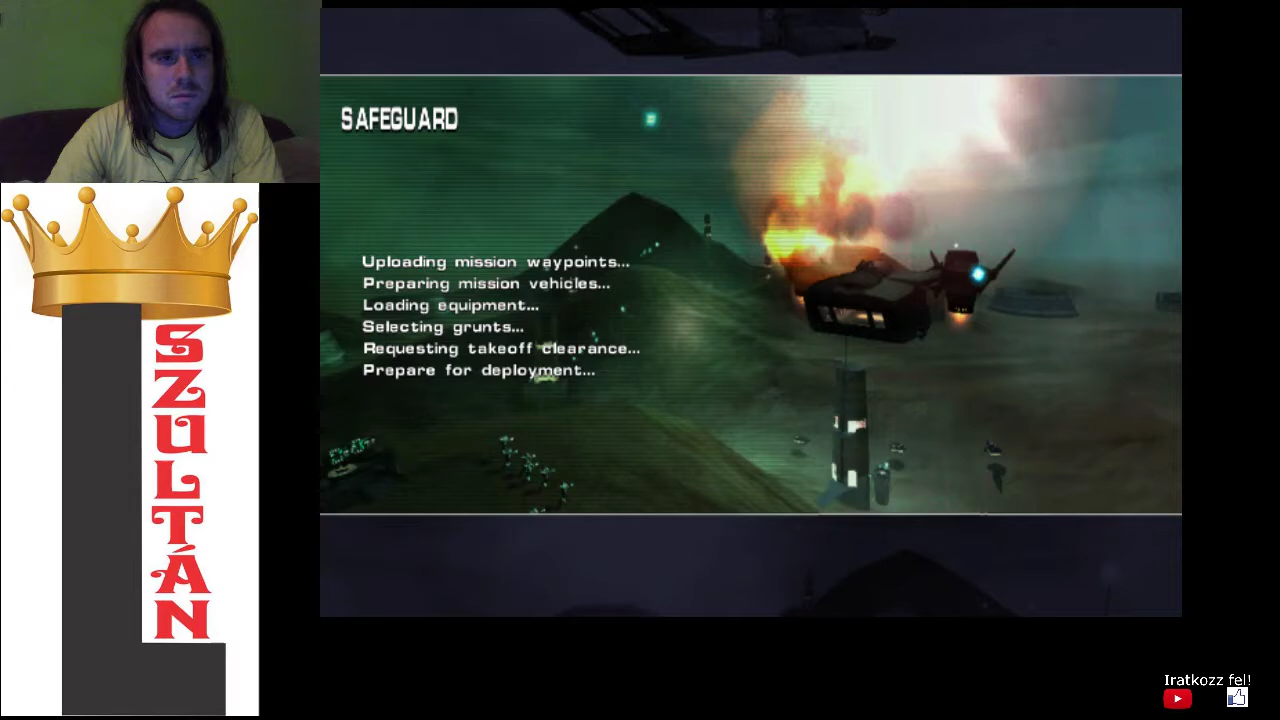 SAFEGUARD
Uploading mission waypoints...
Preparing mission vehicles...
Loading equipment...
Selecting grunts...
Requesting takeoff clearance...
Prepare for deployment...
L
SZULTÁN
Iratkozz fel!